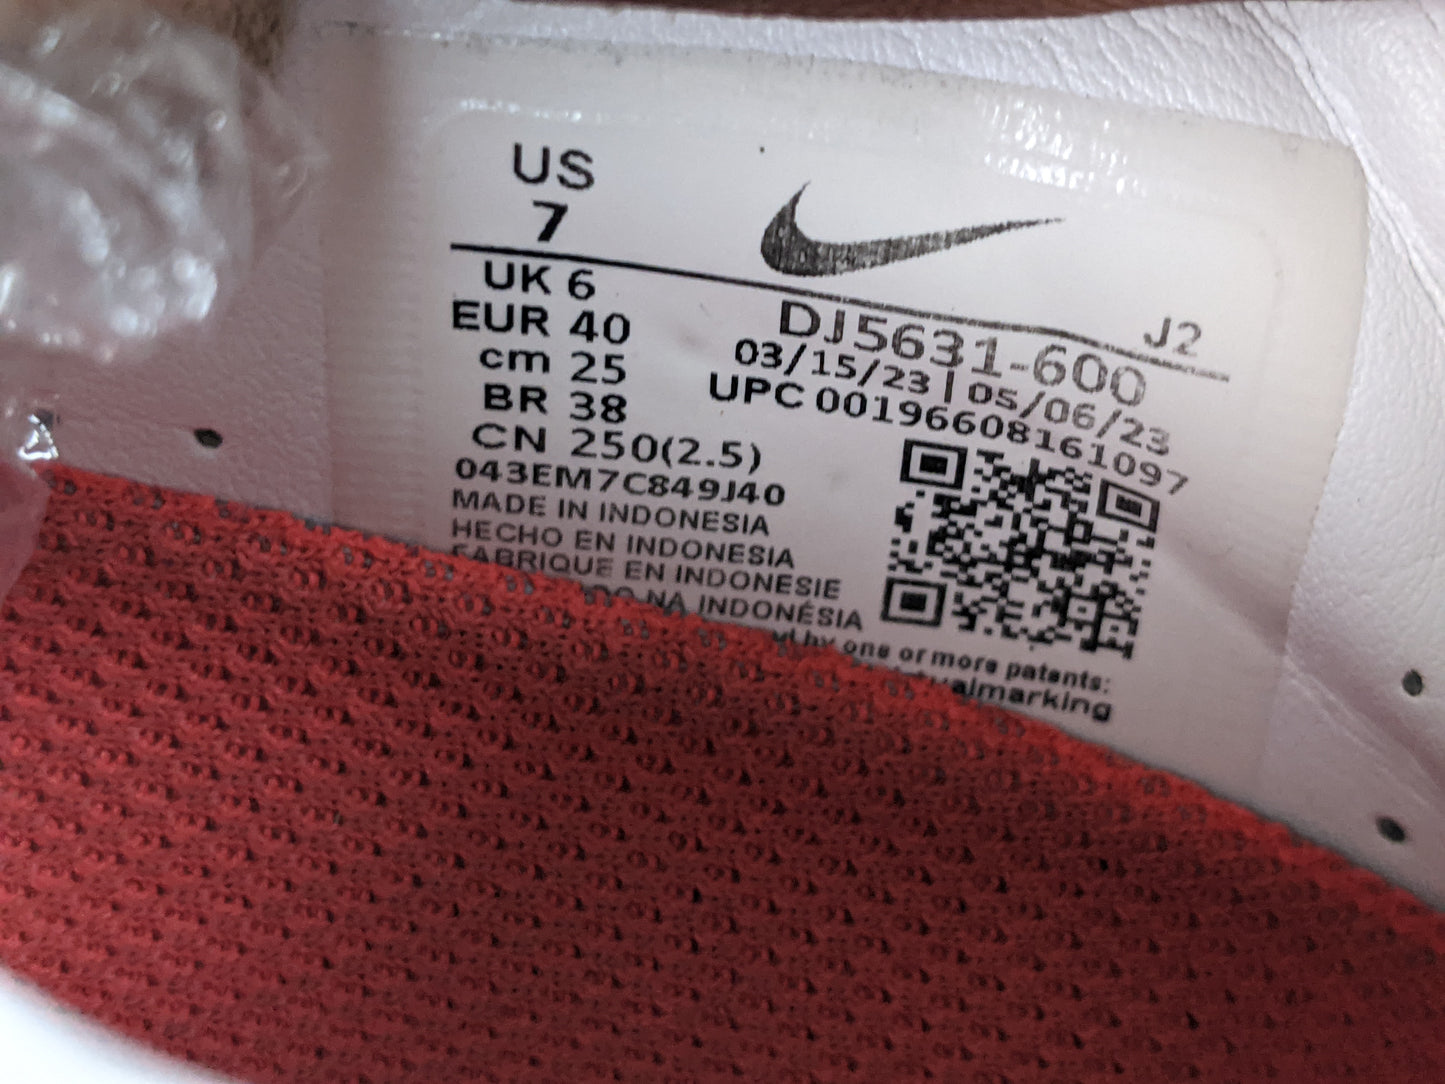 US
7
UK 6
EUR 40
cm 25
BR 38
CN 250(2.5)
043EM7C849J40
MADE IN INDONESIA
HECHO EN INDONESIA
FABRIQUE EN INDONESIE
NA INDONÉSIA
J2
DJ5631-600
03/15/23 | 05/06/23
UPC 00196608161097
by one or more patents: